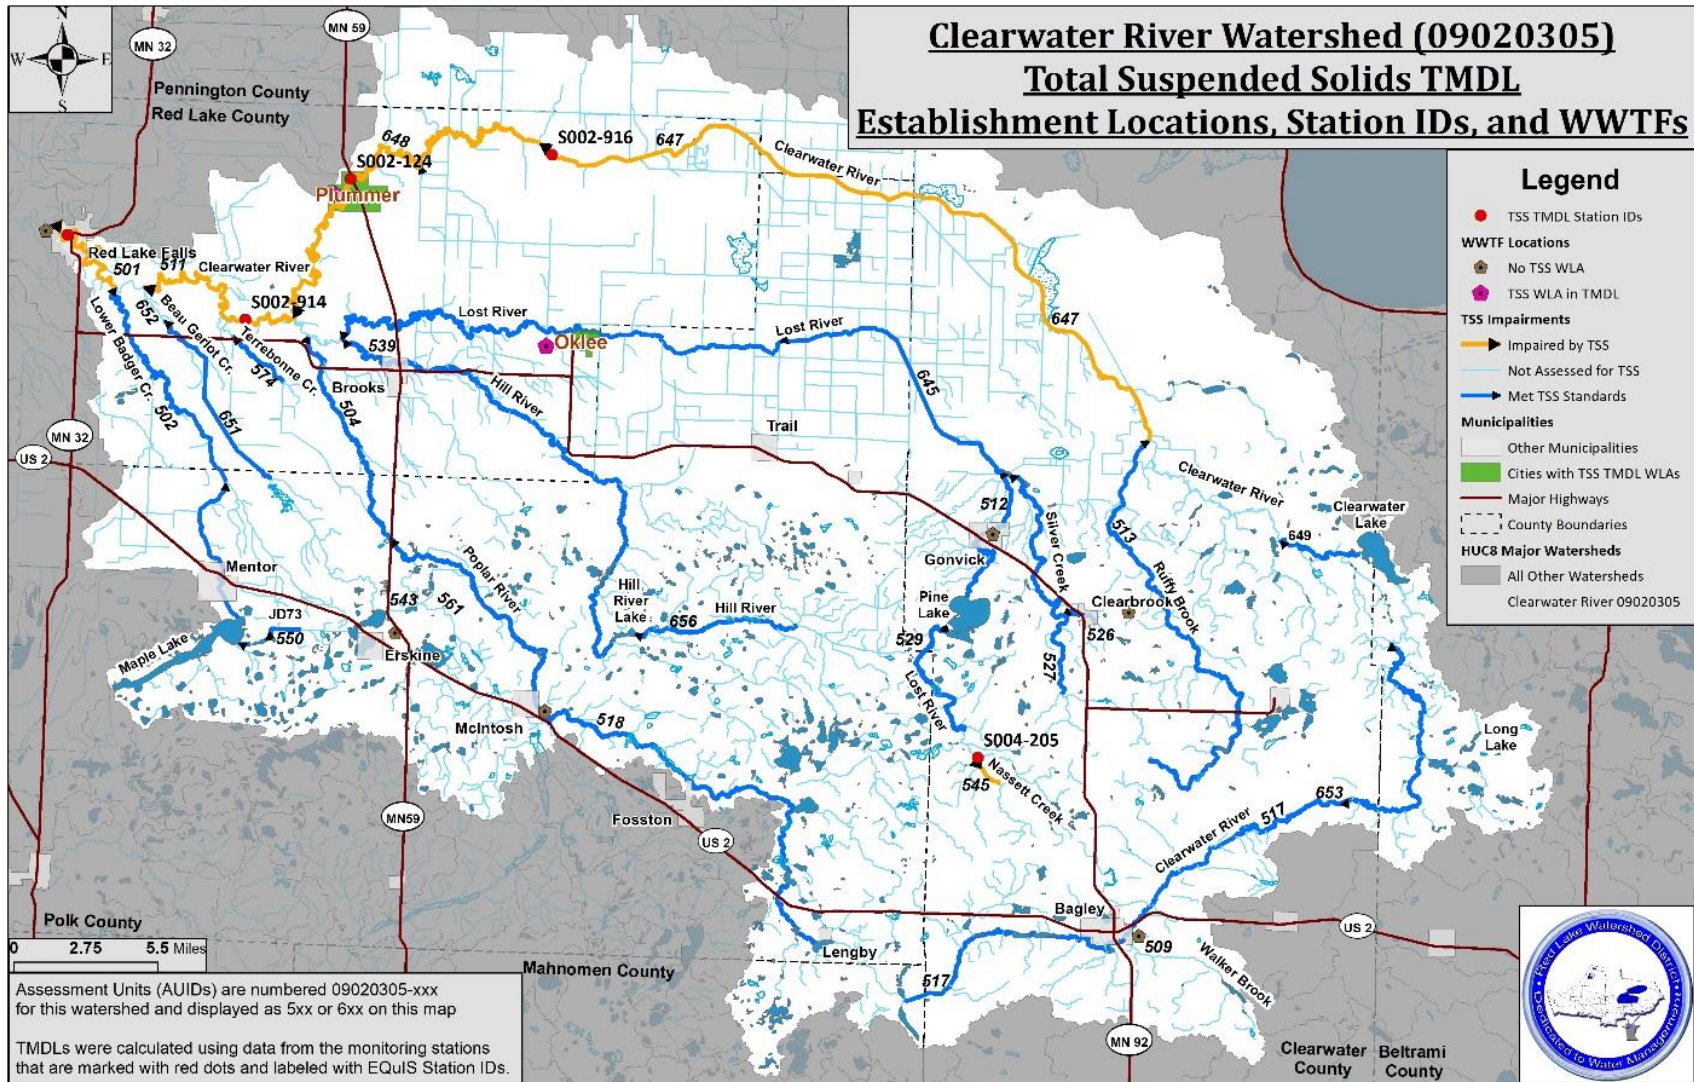 Clearwater River Watershed (09020305)
Total Suspended Solids TMDL
Establishment Locations, Station IDs, and WWTFs
N
W
E
S
MN 32
MN 59
Pennington County
Red Lake County
648
S002-916
647
S002-124
Clearwater River
Plummer
Red Lake Falls
501
511
Clearwater River
S002-914
Lost River
Lost River
647
652
Beau Geriot Cr.
Lower Badger Cr.
Terrebonne Cr.
539
Oklee
574
Brooks
Hill River
645
502
651
504
Trail
MN 32
US 2
Clearwater River
Clearwater
Lake
512
Silver Creek
513
649
Gonvick
Ruffy Brook
Mentor
Poplar River
Hill
River
Lake
Hill River
656
Pine
Lake
Clearbrook
543
561
JD73
550
529
526
527
Maple Lake
Erskine
Lost River
McIntosh
518
S004-205
Long
Lake
545
Nassett Creek
653
517
Clearwater River
MN59
Fosston
US 2
Bagley
US 2
509
Walker Brook
Lengby
517
Polk County
Mahnomen County
MN 92
Clearwater
County
Beltrami
County
0
2.75
5.5 Miles
Assessment Units (AUIDs) are numbered 09020305-xxx
for this watershed and displayed as 5xx or 6xx on this map
TMDLs were calculated using data from the monitoring stations
that are marked with red dots and labeled with EQuIS Station IDs.
Legend
TSS TMDL Station IDs
WWTF Locations
No TSS WLA
TSS WLA in TMDL
TSS Impairments
Impaired by TSS
Not Assessed for TSS
Met TSS Standards
Municipalities
Other Municipalities
Cities with TSS TMDL WLAs
Major Highways
County Boundaries
HUC8 Major Watersheds
All Other Watersheds
Clearwater River 09020305
Red Lake Watershed District
Dedicated to Water Management